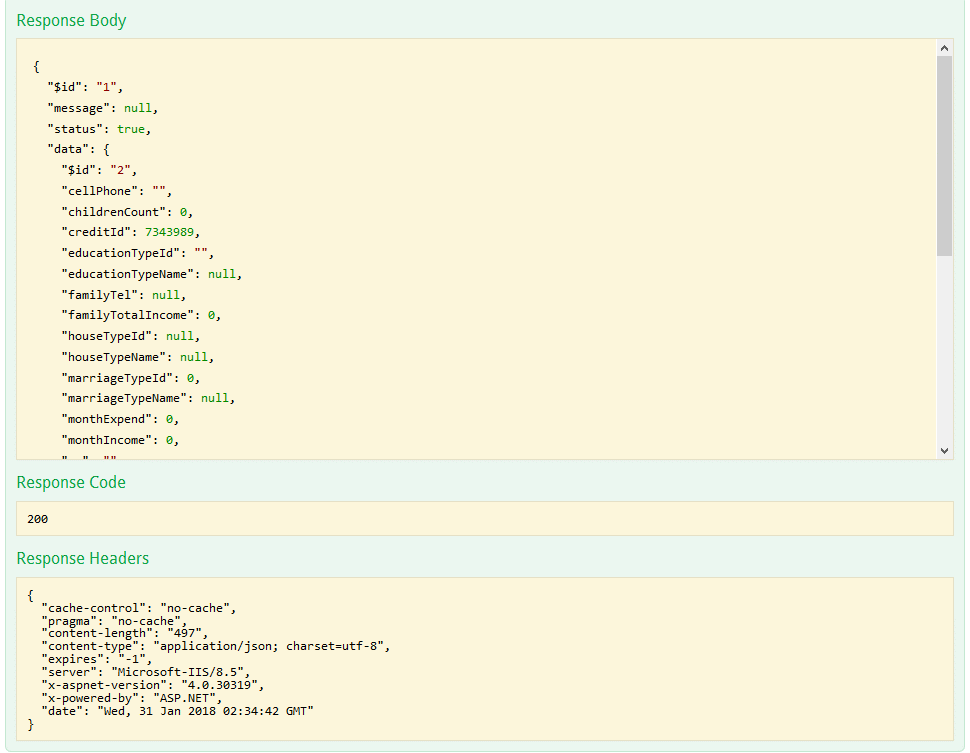 Response Body
{
"$id": "1",
"message": null,
"status": true,
"data": {
"$id": "2",
"cellPhone": "",
"childrenCount": 0,
"creditId": 7343989,
"educationTypeId": "",
"educationTypeName": null,
"familyTel": null,
"familyTotalIncome": 0,
"houseTypeId": null,
"houseTypeName": null,
"marriageTypeId": 0,
"marriageTypeName": null,
"monthExpend": 0,
"monthIncome": 0,
Response Code
200
Response Headers
{
"cache-control": "no-cache",
"pragma": "no-cache",
"content-length": "497",
"content-type": "application/json; charset=utf-8",
"expires": "-1",
"server": "Microsoft-IIS/8.5",
"x-aspnet-version": "4.0.30319",
"x-powered-by": "ASP.NET",
"date": "Wed, 31 Jan 2018 02:34:42 GMT"
}